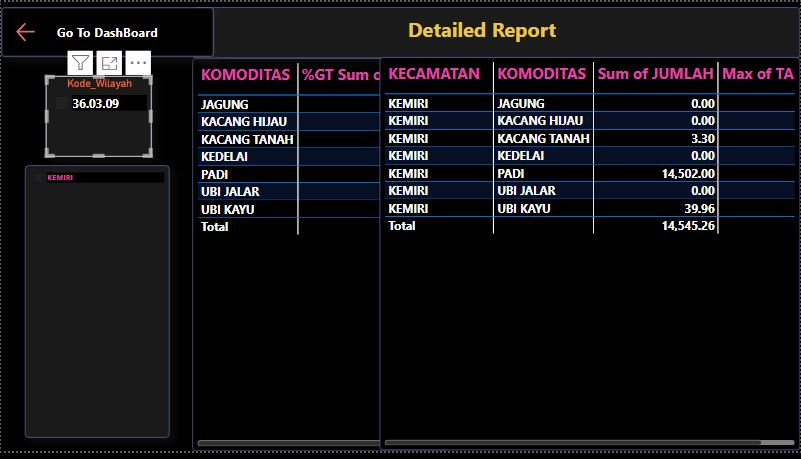 Go To DashBoard
Detailed Report
Kode_Wilayah
36.03.09
KEMIRI
KOMODITAS %GT Sum o
JAGUNG
KACANG HIJAU
KACANG TANAH
KEDELAI
PADI
UBI JALAR
UBI KAYU
Total
KECAMATAN KOMODITAS Sum of JUMLAH Max of TA
KEMIRI JAGUNG 0.00
KEMIRI KACANG HIJAU 0.00
KEMIRI KACANG TANAH 3.30
KEMIRI KEDELAI 0.00
KEMIRI PADI 14,502.00
KEMIRI UBI JALAR 0.00
KEMIRI UBI KAYU 39.96
Total 14,545.26